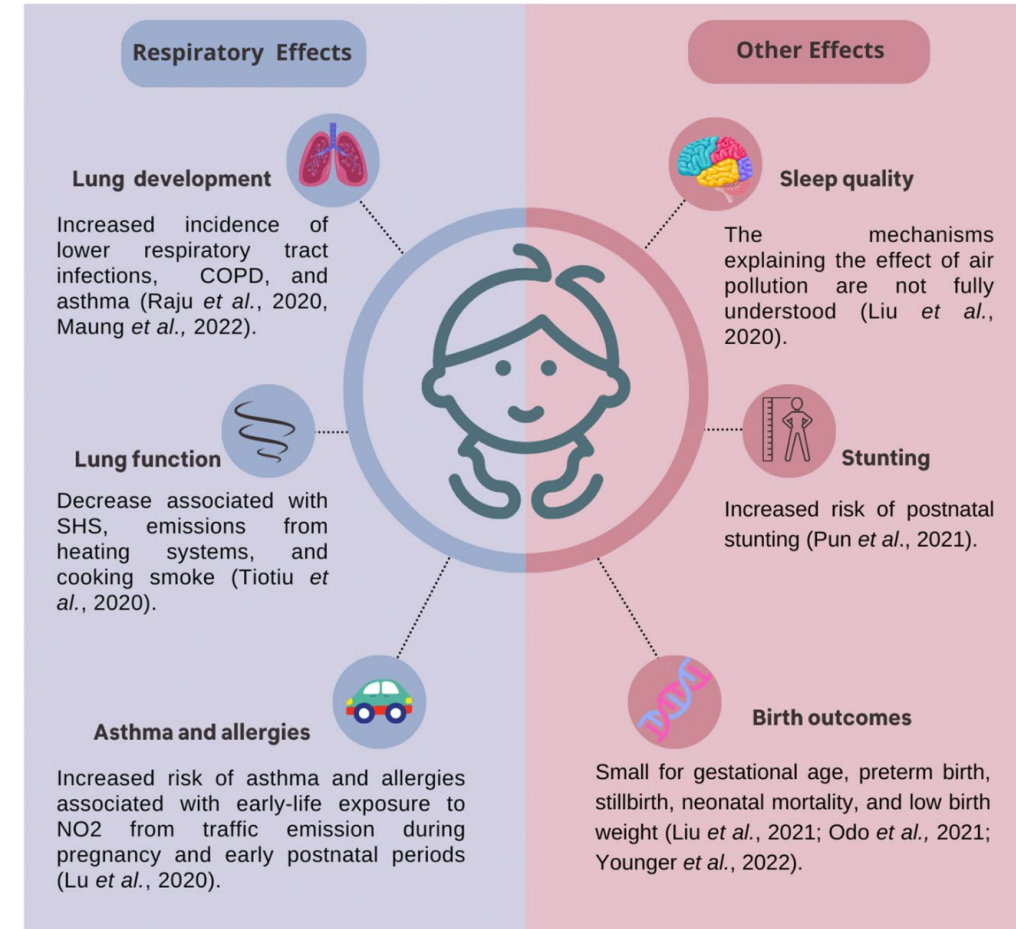 Respiratory Effects
Lung development
Increased incidence of
lower respiratory tract
infections, COPD, and
asthma (Raju et al., 2020,
Maung et al., 2022).
Lung function
Decrease associated with
SHS, emissions from
heating systems, and
cooking smoke (Tiotiu et
al., 2020).
Asthma and allergies
Increased risk of asthma and allergies
associated with early-life exposure to
NO2 from traffic emission during
pregnancy and early postnatal periods
(Lu et al., 2020).
Other Effects
Sleep quality
The mechanisms
explaining the effect of air
pollution are not fully
understood (Liu et al.,
2020).
Stunting
Increased risk of postnatal
stunting (Pun et al., 2021).
Birth outcomes
Small for gestational age, preterm birth,
stillbirth, neonatal mortality, and low birth
weight (Liu et al., 2021; Odo et al., 2021;
Younger et al., 2022).